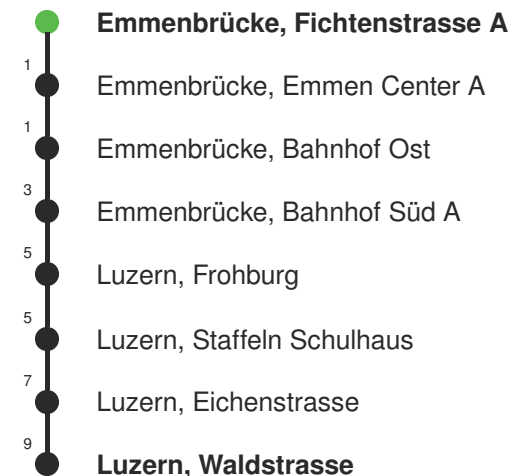 Emmenbrücke, Fichtenstrasse A
1 Emmenbrücke, Emmen Center A
1 Emmenbrücke, Bahnhof Ost
3 Emmenbrücke, Bahnhof Süd A
5 Luzern, Frohburg
5 Luzern, Staffeln Schulhaus
7 Luzern, Eichenstrasse
9 Luzern, Waldstrasse